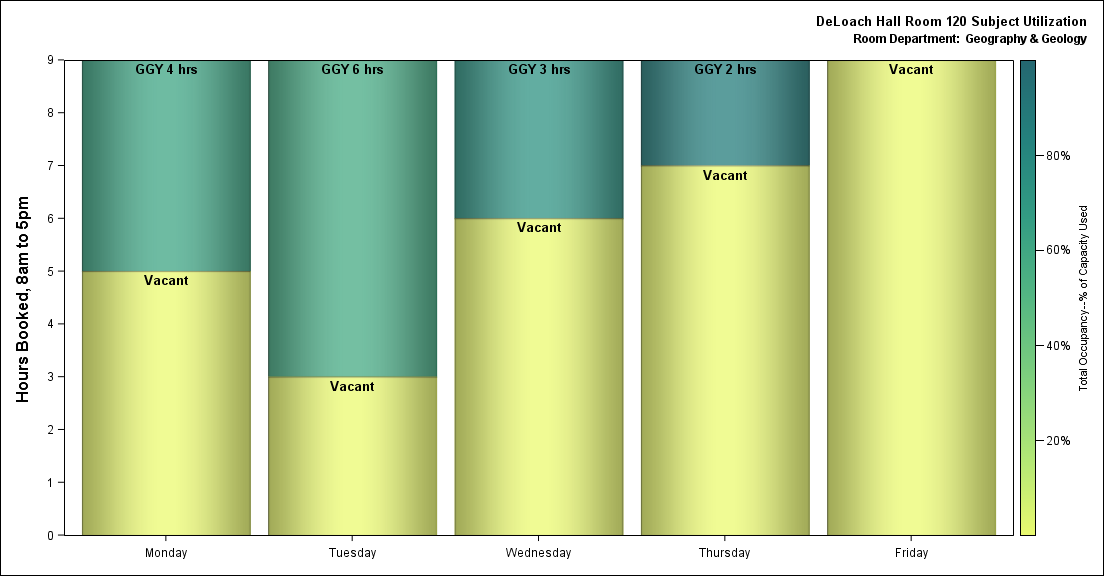 DeLoach Hall Room 120 Subject Utilization
Room Department: Geography & Geology
Hours Booked, 8am to 5pm
9
8
7
6
5
4
3
2
1
0
GGY 4 hrs
Vacant
GGY 6 hrs
Vacant
GGY 3 hrs
Vacant
GGY 2 hrs
Vacant
Vacant
Monday
Tuesday
Wednesday
Thursday
Friday
80%
60%
40%
20%
Total Occupancy--% of Capacity Used